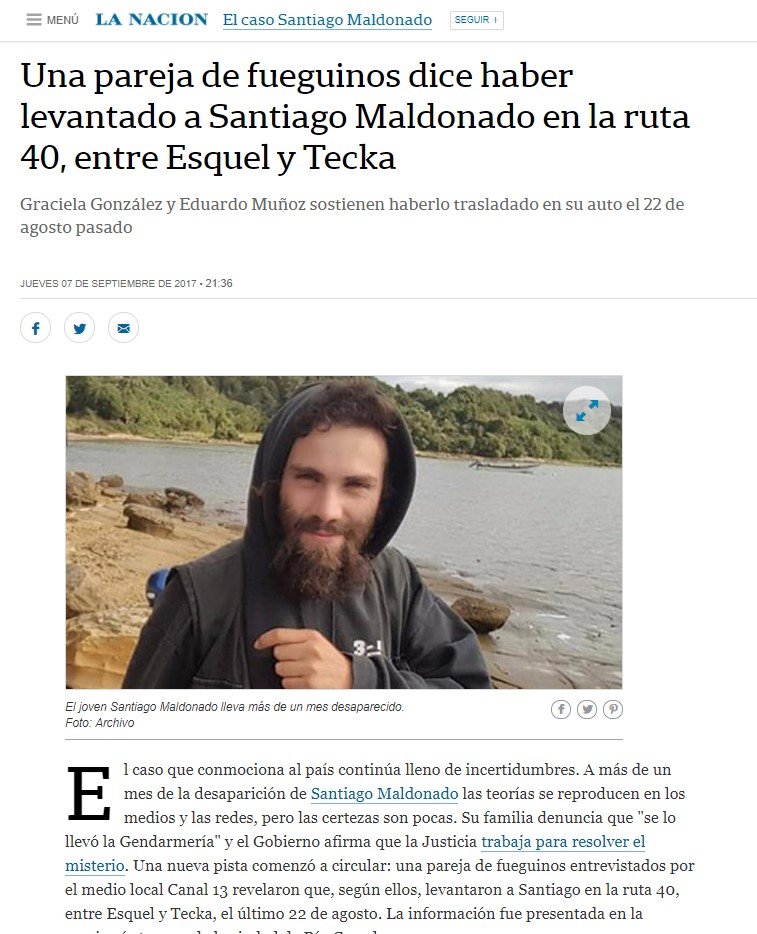 MENÚ LA NACION El caso Santiago Maldonado SEGUIR +
Una pareja de fueguinos dice haber
levantado a Santiago Maldonado en la ruta
40, entre Esquel y Tecka
Graciela González y Eduardo Muñoz sostienen haberlo trasladado en su auto el 22 de
agosto pasado
JUEVES 07 DE SEPTIEMBRE DE 2017 • 21:36
El joven Santiago Maldonado lleva más de un mes desaparecido.
Foto: Archivo
El caso que conmociona al país continúa lleno de incertidumbres. A más de un
mes de la desaparición de Santiago Maldonado las teorías se reproducen en los
medios y las redes, pero las certezas son pocas. Su familia denuncia que "se lo
llevó la Gendarmería" y el Gobierno afirma que la Justicia trabaja para resolver el
misterio. Una nueva pista comenzó a circular: una pareja de fueguinos entrevistados por
el medio local Canal 13 revelaron que, según ellos, levantaron a Santiago en la ruta 40,
entre Esquel y Tecka, el último 22 de agosto. La información fue presentada en la